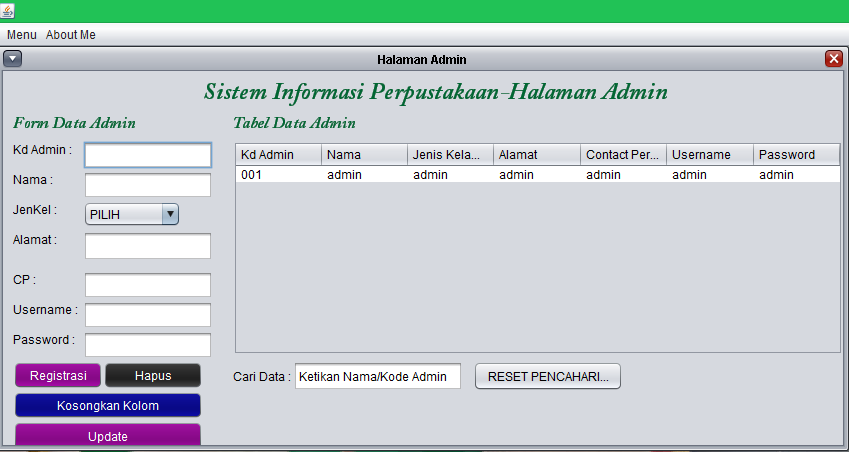 Menu About Me
Halaman Admin
Sistem Informasi Perpustakaan-Halaman Admin
Form Data Admin
Tabel Data Admin
Kd Admin :
Nama :
JenKel :
PILIH
Alamat :
CP :
Username :
Password :
Registrasi
Hapus
Kosongkan Kolom
Update
Kd Admin Nama Jenis Kela... Alamat Contact Per... Username Password
001 admin admin admin admin admin admin
Cari Data : Ketikan Nama/Kode Admin RESET PENCAHARI...